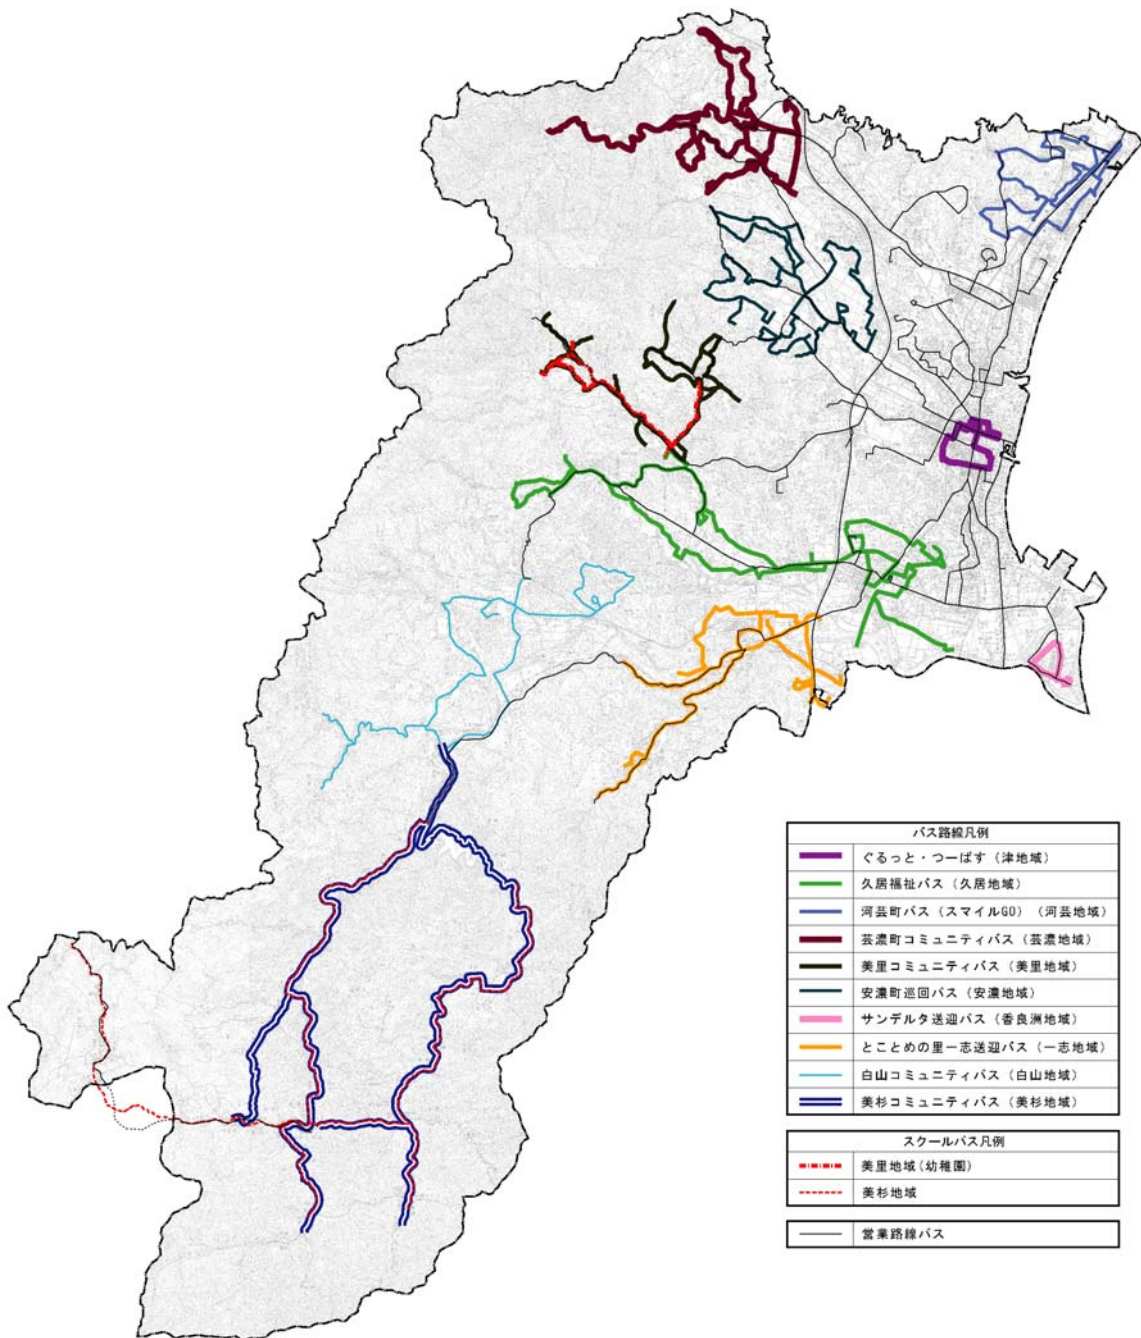 バス路線凡例
ぐるっと・つーばす（津地域）
久居福祉バス（久居地域）
河芸町バス（スマイルGO）（河芸地域）
芸濃町コミュニティバス（芸濃地域）
美里コミュニティバス（美里地域）
安濃町巡回バス（安濃地域）
サンデルタ送迎バス（香良洲地域）
とことめの里一志送迎バス（一志地域）
白山コミュニティバス（白山地域）
美杉コミュニティバス（美杉地域）
スクールバス凡例
美里地域(幼稚園)
美杉地域
営業路線バス